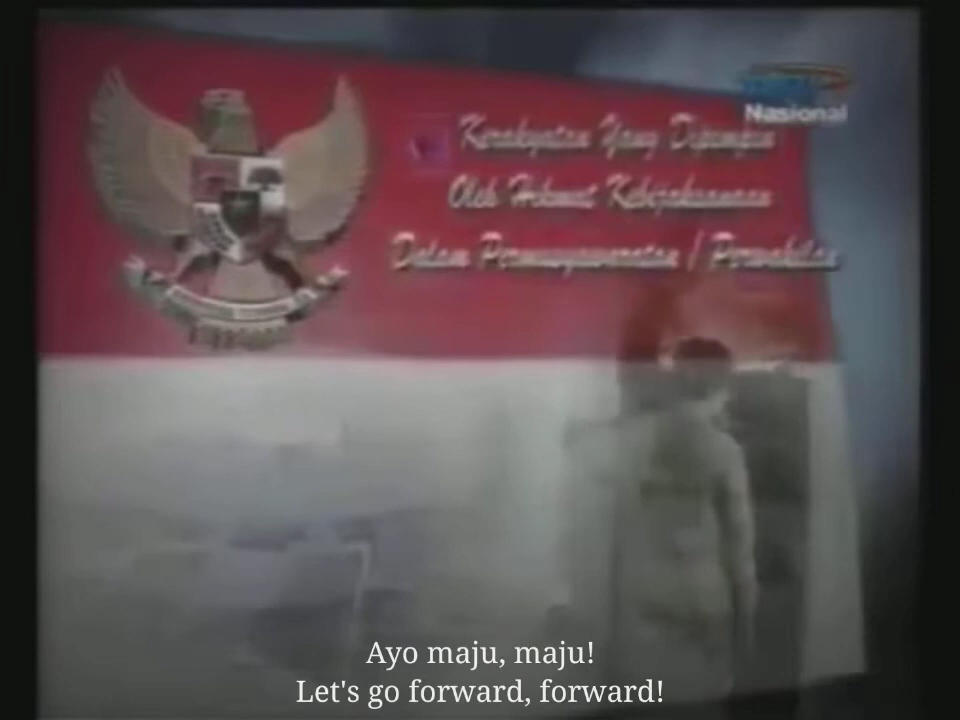 Nasional
Kerakyatan Yang Dipimpin
Oleh Hikmat Kebijaksanaan
Dalam Permusyawaratan / Perwakilan
Ayo maju, maju!
Let's go forward, forward!